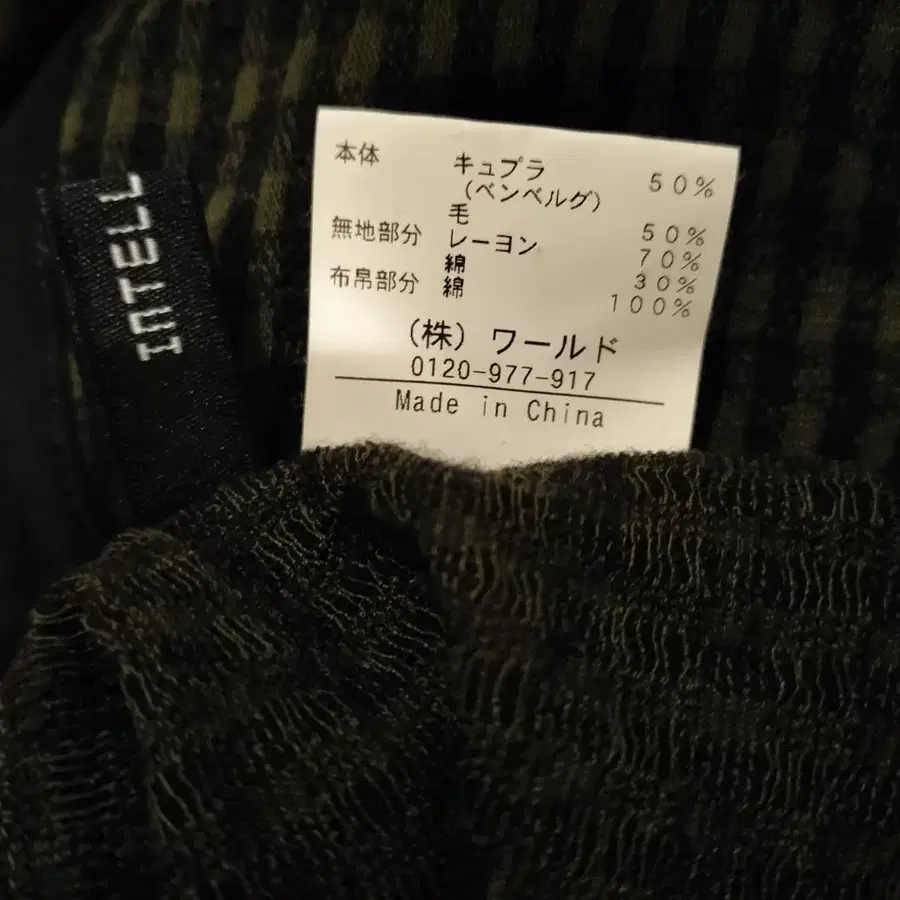 INTELL
本体 キュプラ 50%
(ベンベルグ)
毛 50%
無地部分 レーヨン 70%
綿 30%
布帛部分 綿 100%
(株) ワールド
0120-977-917
Made in China